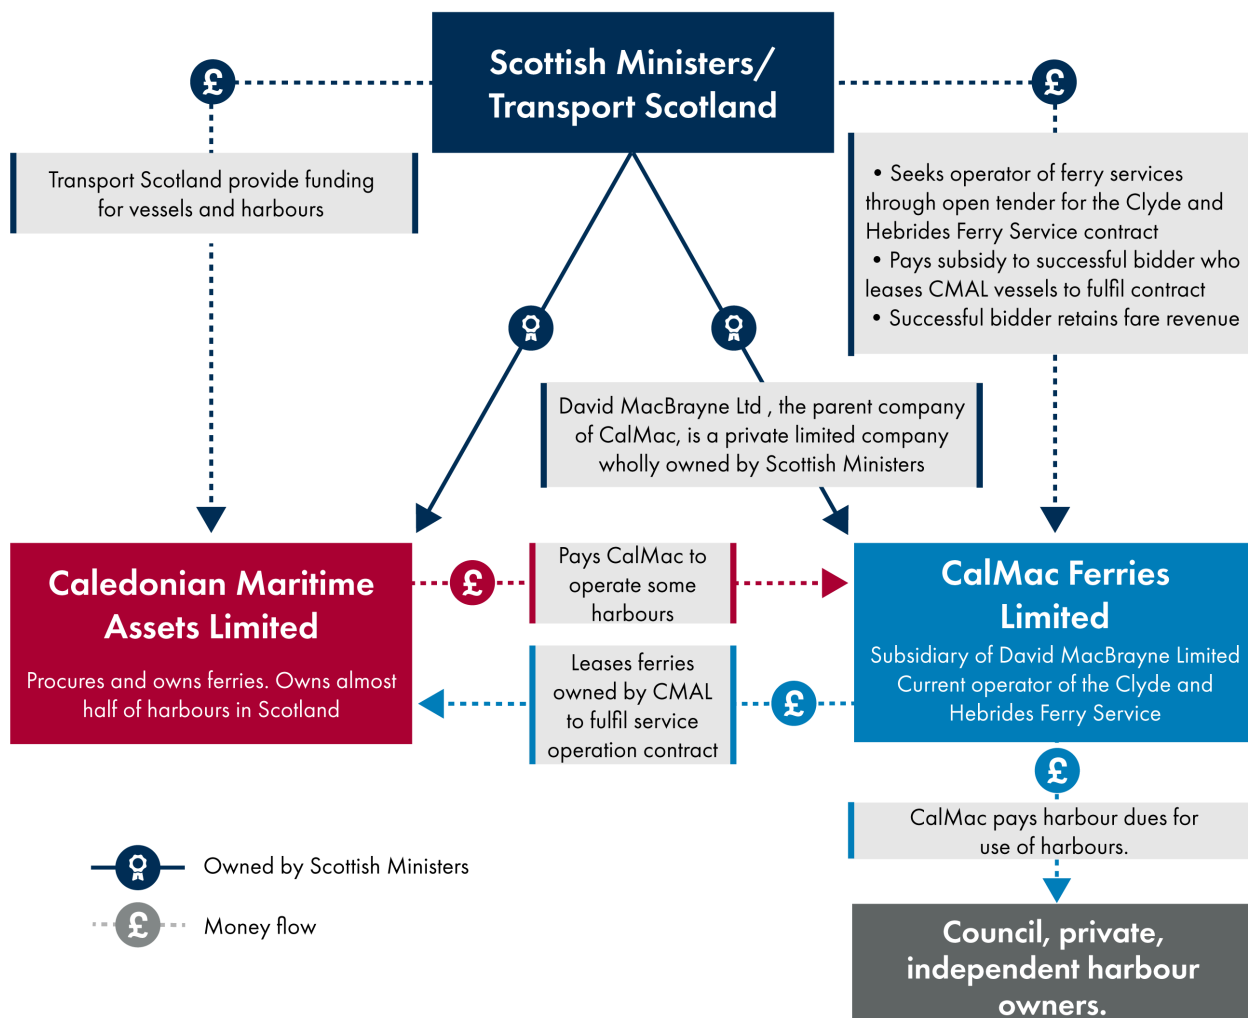 Scottish Ministers/
Transport Scotland
£
£
Transport Scotland provide funding
for vessels and harbours
• Seeks operator of ferry services
through open tender for the Clyde and
Hebrides Ferry Service contract
• Pays subsidy to successful bidder who
leases CMAL vessels to fulfil contract
• Successful bidder retains fare revenue
David MacBrayne Ltd , the parent company
of CalMac, is a private limited company
wholly owned by Scottish Ministers
Caledonian Maritime
Assets Limited
Procures and owns ferries. Owns almost
half of harbours in Scotland
£
Pays CalMac to
operate some
harbours
Leases ferries
owned by CMAL
to fulfil service
operation contract
£
CalMac Ferries
Limited
Subsidiary of David MacBrayne Limited
Current operator of the Clyde and
Hebrides Ferry Service
£
CalMac pays harbour dues for
use of harbours.
Council, private,
independent harbour
owners.
Owned by Scottish Ministers
£
Money flow